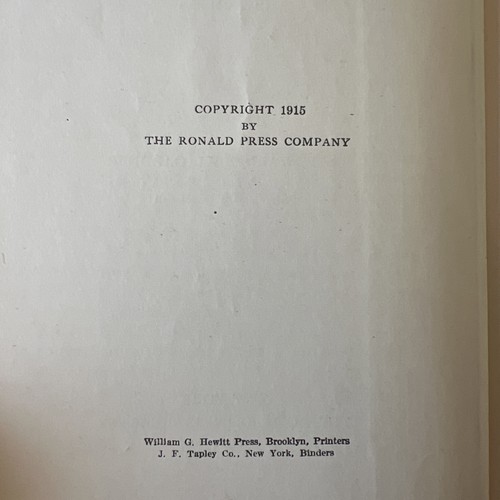 COPYRIGHT 1915
BY
THE RONALD PRESS COMPANY
William G. Hewitt Press, Brooklyn, Printers
J. F. Tapley Co., New York, Binders